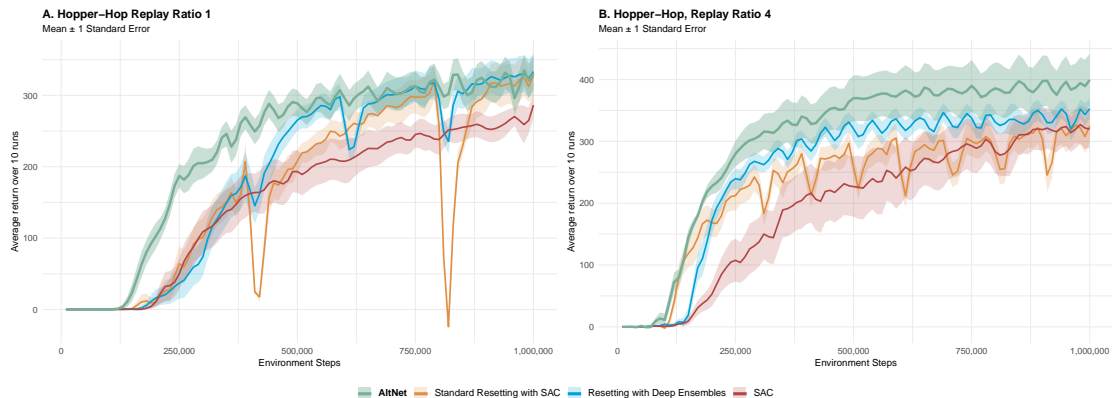 A. Hopper−Hop Replay Ratio 1
Mean ± 1 Standard Error
Average return over 10 runs
300
200
100
0
0
250,000
500,000
750,000
1,000,000
Environment Steps
B. Hopper−Hop, Replay Ratio 4
Mean ± 1 Standard Error
Average return over 10 runs
400
300
200
100
0
0
250,000
500,000
750,000
1,000,000
Environment Steps
AltNet Standard Resetting with SAC Resetting with Deep Ensembles SAC